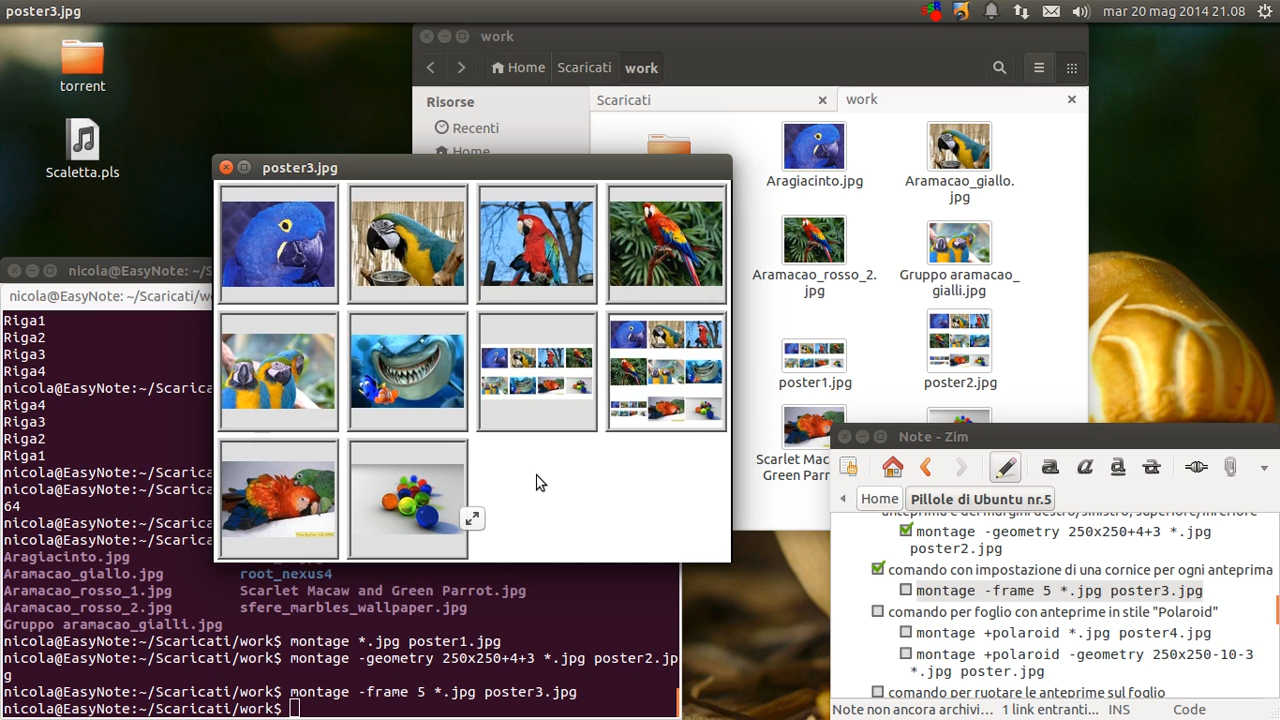 poster3.jpg
mar 20 mag 2014 21.08
torrent
Scaletta.pls
work
Home
Scaricati
work
Risorse
Recenti
Home
Scaricati
work
Aragiacinto.jpg
Aramacao_giallo.
jpg
Aramacao_rosso_2.
jpg
Gruppo aramacao_
gialli.jpg
poster1.jpg
poster2.jpg
Scarlet Mac
Green Parrot
poster3.jpg
nicola@EasyNote: ~/S
nicola@EasyNote: ~/Scaricati/wo
Riga1
Riga2
Riga3
Riga4
nicola@EasyNote:~/Scarica
Riga4
Riga3
Riga2
Riga1
nicola@EasyNote:~/Scarica
nicola@EasyNote:~/Scarica
64
nicola@EasyNote:~/Scarica
Aragiacinto.jpg
Aramacao_giallo.jpg root_nexus4
Aramacao_rosso_1.jpg Scarlet Macaw and Green Parrot.jpg
Aramacao_rosso_2.jpg sfere_marbles_wallpaper.jpg
Gruppo aramacao_gialli.jpg
nicola@EasyNote:~/Scaricati/work$ montage *.jpg poster1.jpg
nicola@EasyNote:~/Scaricati/work$ montage -geometry 250x250+4+3 *.jpg poster2.jp
g
nicola@EasyNote:~/Scaricati/work$ montage -frame 5 *.jpg poster3.jpg
nicola@EasyNote:~/Scaricati/work$
Note - Zim
Home
Pillole di Ubuntu nr.5
montage -geometry 250x250+4+3 *.jpg
poster2.jpg
comando con impostazione di una cornice per ogni anteprima
montage -frame 5 *.jpg poster3.jpg
comando per foglio con anteprime in stile "Polaroid"
montage +polaroid *.jpg poster4.jpg
montage +polaroid -geometry 250x250-10-3
*.jpg poster.jpg
comando per ruotare le anteprime sul foglio
Note non ancora archivi...
1 link entranti...
INS
Code